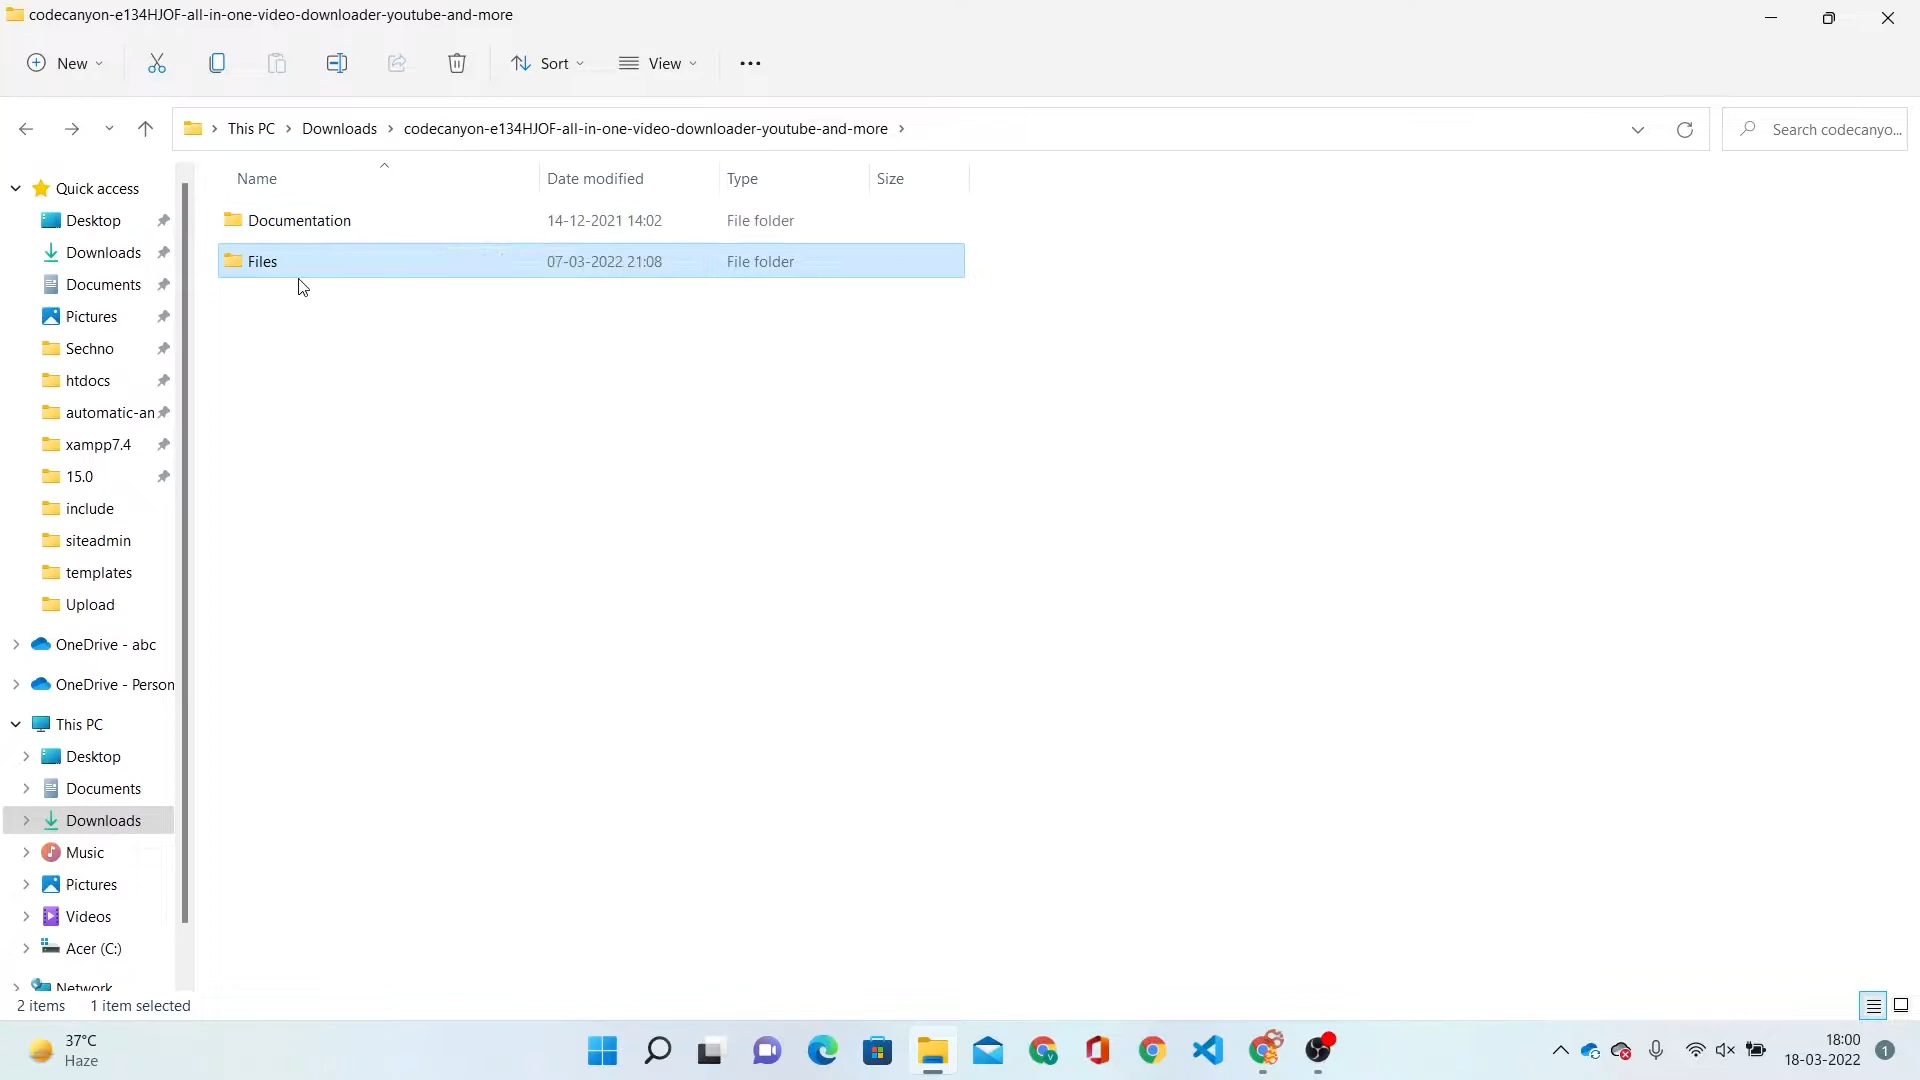 codecanyon-e134HJOF-all-in-one-video-downloader-youtube-and-more
New
Sort
View
This PC
Downloads
codecanyon-e134HJOF-all-in-one-video-downloader-youtube-and-more
Search codecanyo...
Name
Date modified
Type
Size
Documentation
14-12-2021 14:02
File folder
Files
07-03-2022 21:08
File folder
Quick access
Desktop
Downloads
Documents
Pictures
Sechno
htdocs
automatic-an
xampp7.4
15.0
include
siteadmin
templates
Upload
OneDrive - abc
OneDrive - Person
This PC
Desktop
Documents
Downloads
Music
Pictures
Videos
Acer (C:)
Network
2 items
1 item selected
37°C
Haze
18:00
18-03-2022
1